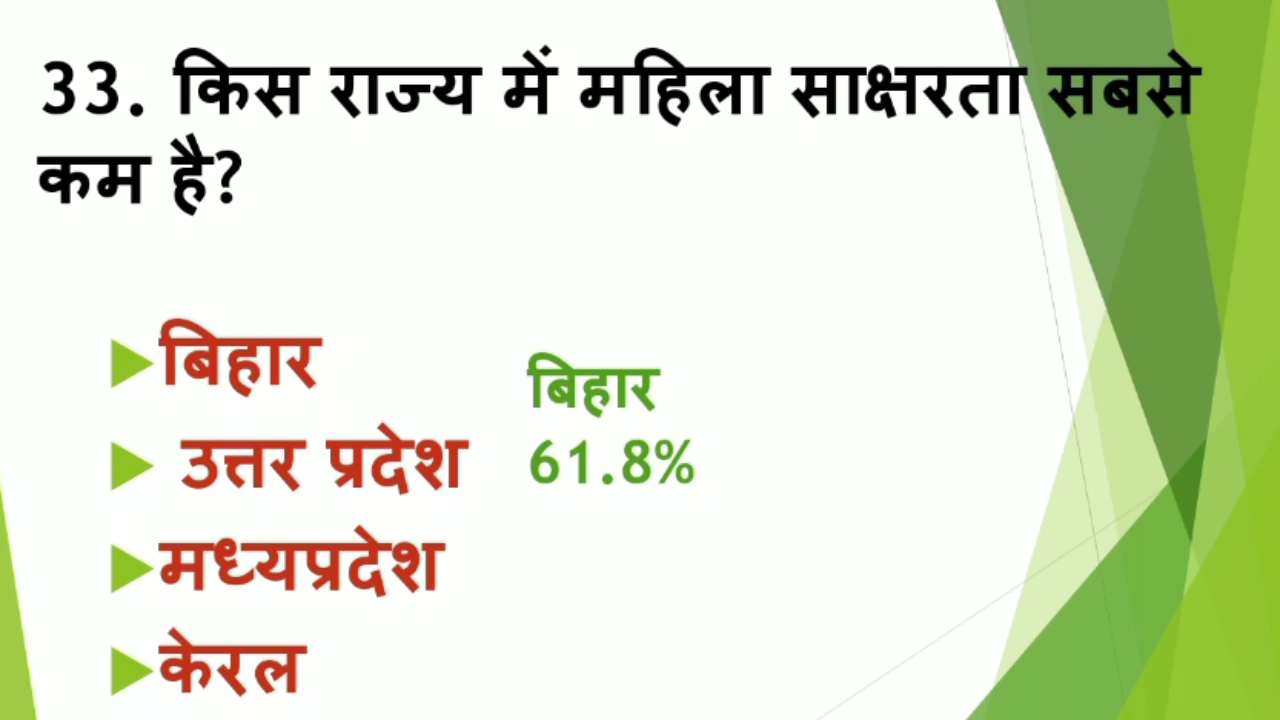 33. किस राज्य में महिला साक्षरता सबसे
कम है?
बिहार
उत्तर प्रदेश
मध्यप्रदेश
केरल
बिहार
61.8%